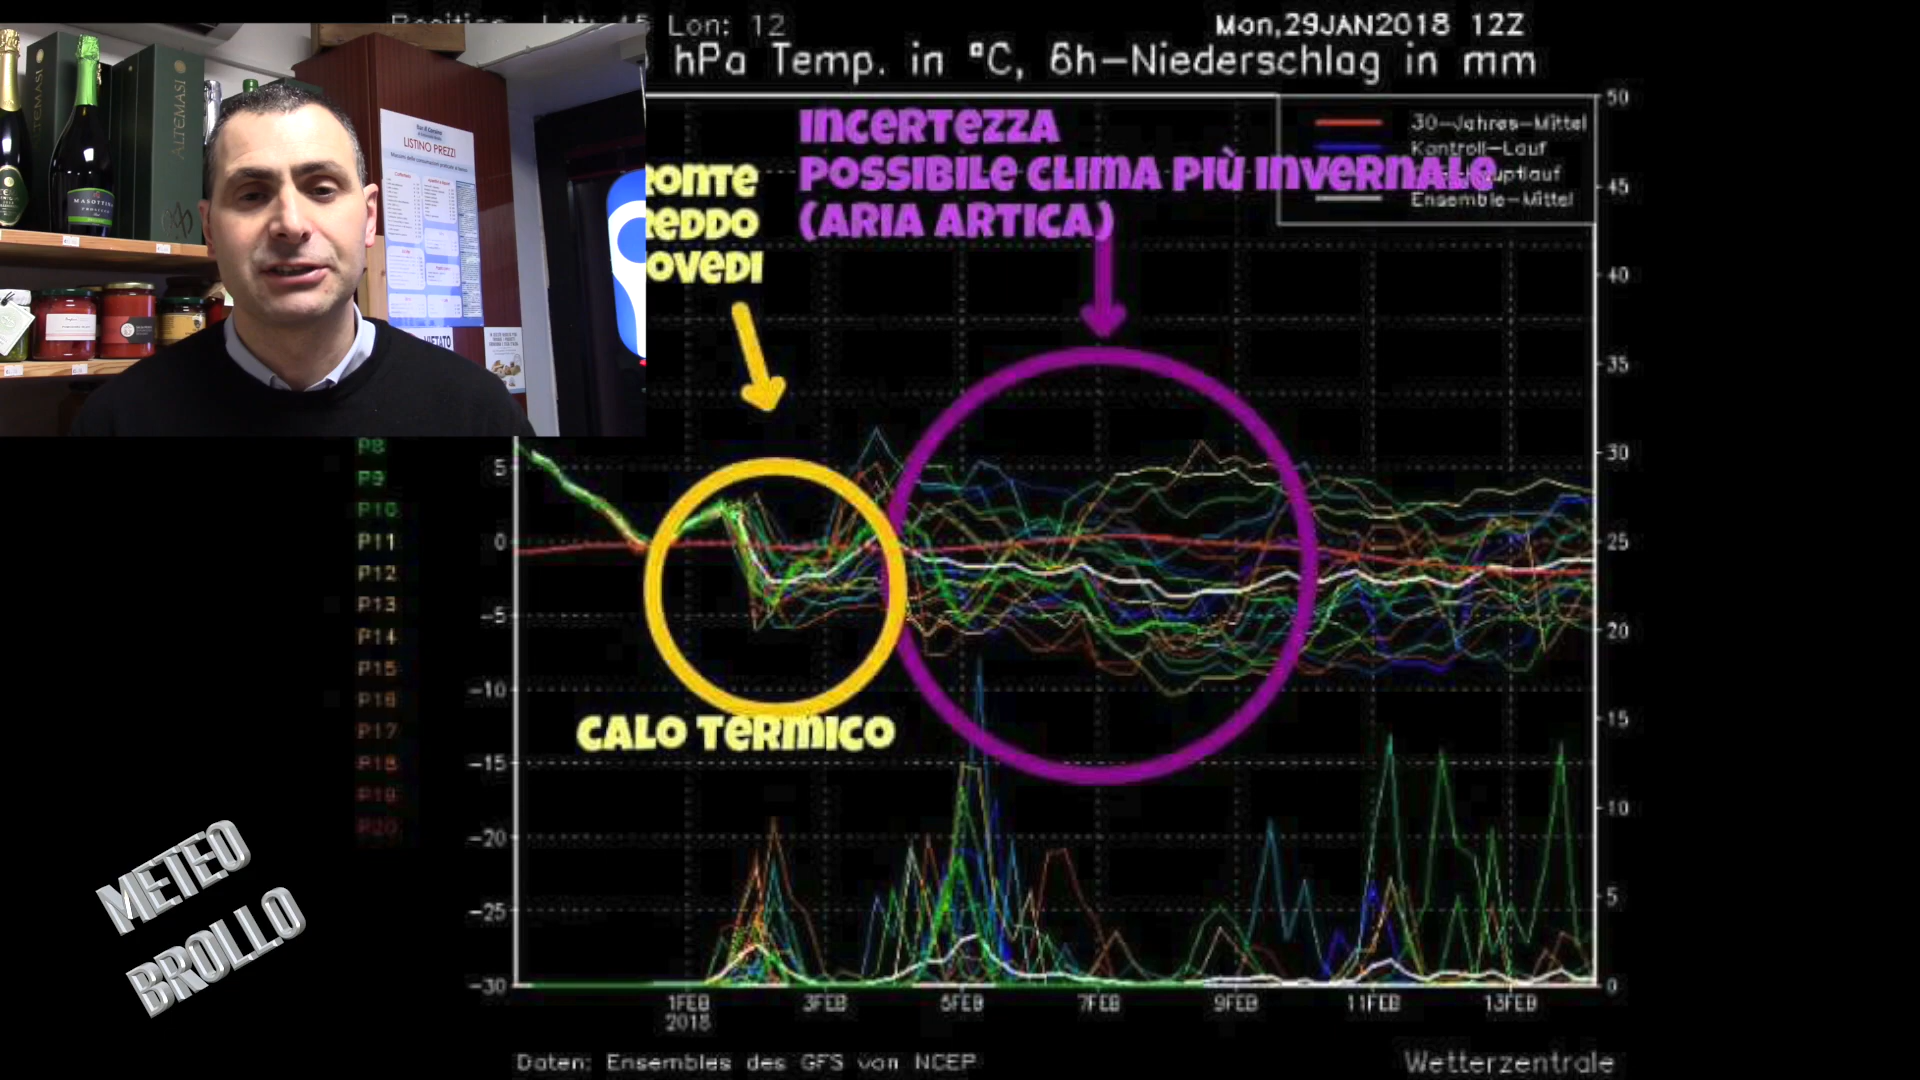 Lon: 12
Mon,29JAN2018 12Z
hPa Temp. in °C, 6h-Niederschlag in mm
INCERTEZZA
POSSIBILE CLIMA PIÙ INVERNALE
(ARIA ARTICA)
RONTE
REDDO
OVEDI
30-Jahres-Mittel
Kontroll-Lauf
Ensemble-Mittel
ALTEMASI
ALTEMASI
MASOTTINA
LISTINO PREZZI
50
45
40
35
30
25
20
15
10
5
0
5
0
-5
-10
-15
-20
-25
-30
P8
P9
P10
P11
P12
P13
P14
P15
P16
P17
P18
P19
P20
CALO TERMICO
METEO
BROLLO
1FEB
2018
3FEB
5FEB
7FEB
9FEB
11FEB
13FEB
Daten: Ensembles des GFS von NCEP
Wetterzentrale